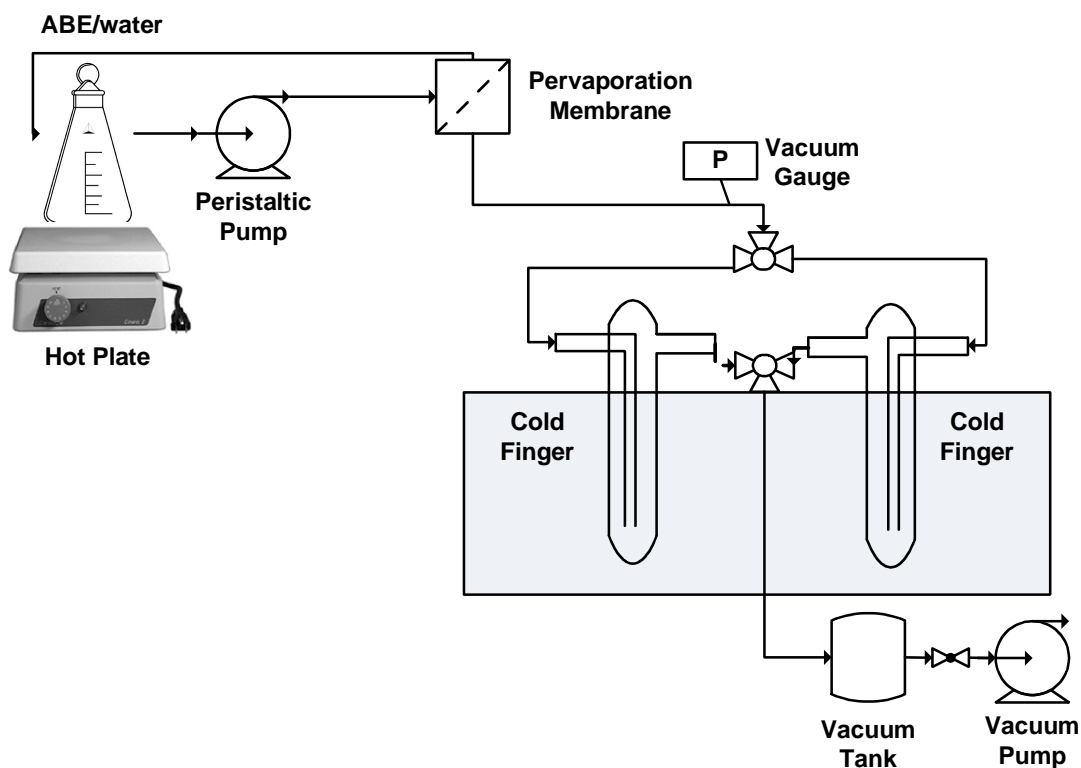 ABE/water
Pervaporation
Membrane
Vacuum
Gauge
P
Peristaltic
Pump
Hot Plate
Cold
Finger
Cold
Finger
Vacuum
Tank
Vacuum
Pump